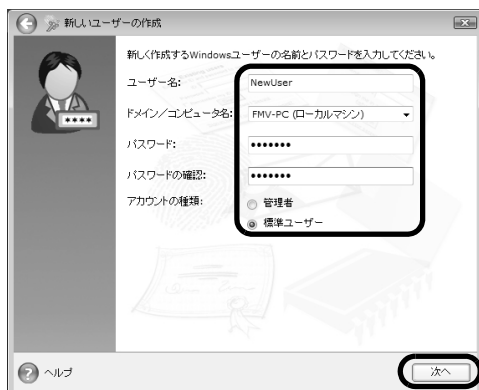 新しいユーザーの作成
新しく作成するWindowsユーザーの名前とパスワードを入力してください。
ユーザー名: NewUser
ドメイン/コンピュータ名: FMV-PC (ローカルマシン)
パスワード: •••••••
パスワードの確認: •••••••
アカウントの種類: 管理者
標準ユーザー
ヘルプ 次へ